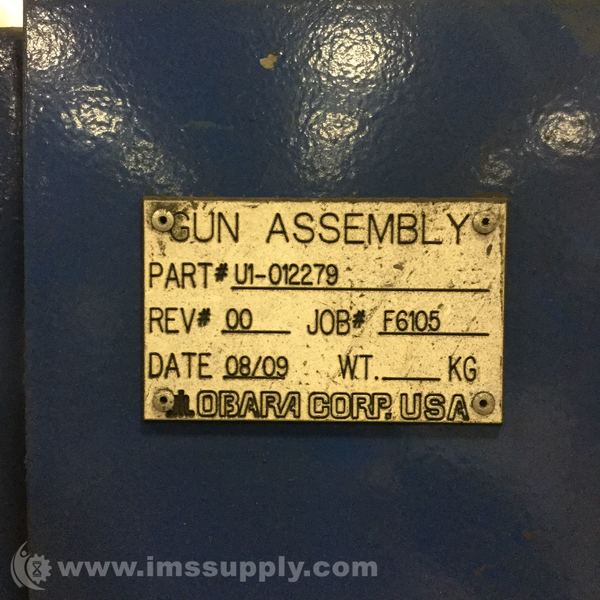 GUN ASSEMBLY
PART# U1-012279
REV# 00 JOB# F6105
DATE 08/09 WT. KG
OBARA CORP. USA
www.imssupply.com